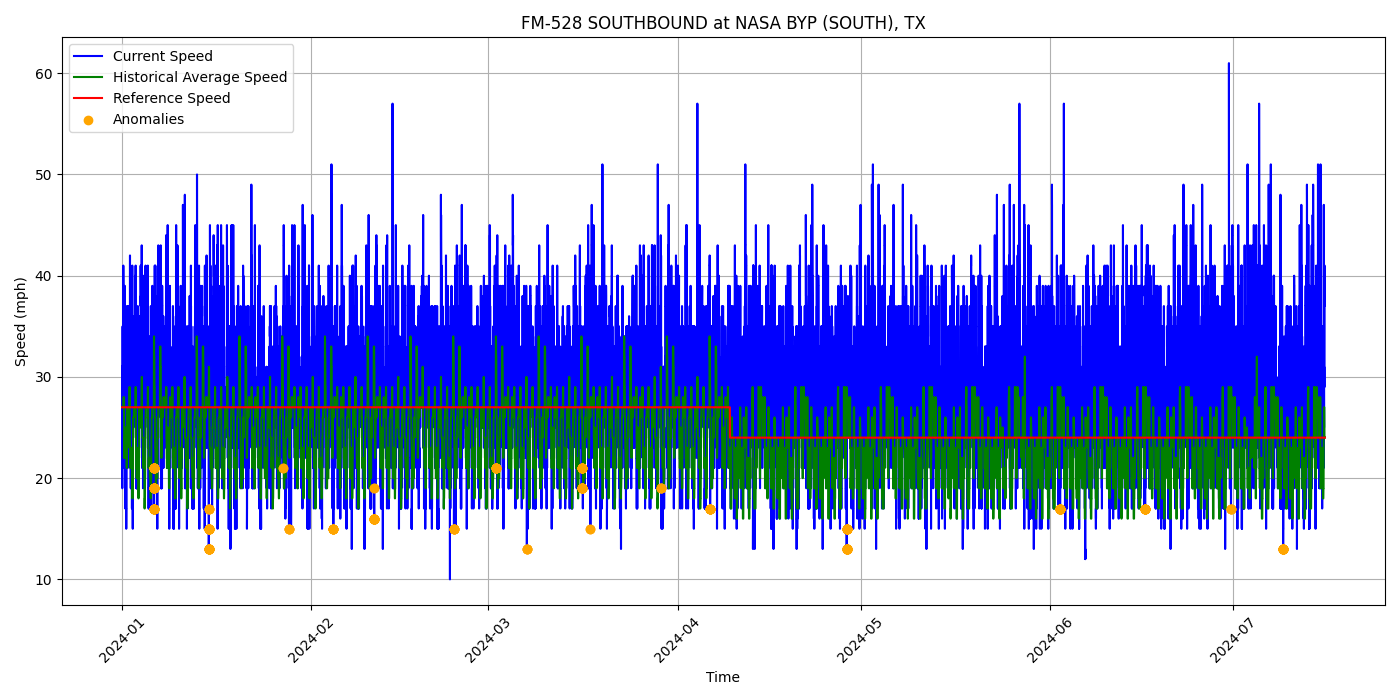 FM-528 SOUTHBOUND at NASA BYP (SOUTH), TX
Current Speed
Historical Average Speed
Reference Speed
Anomalies
Speed (mph)
60
50
40
30
20
10
2024-01
2024-02
2024-03
2024-04
2024-05
2024-06
2024-07
Time